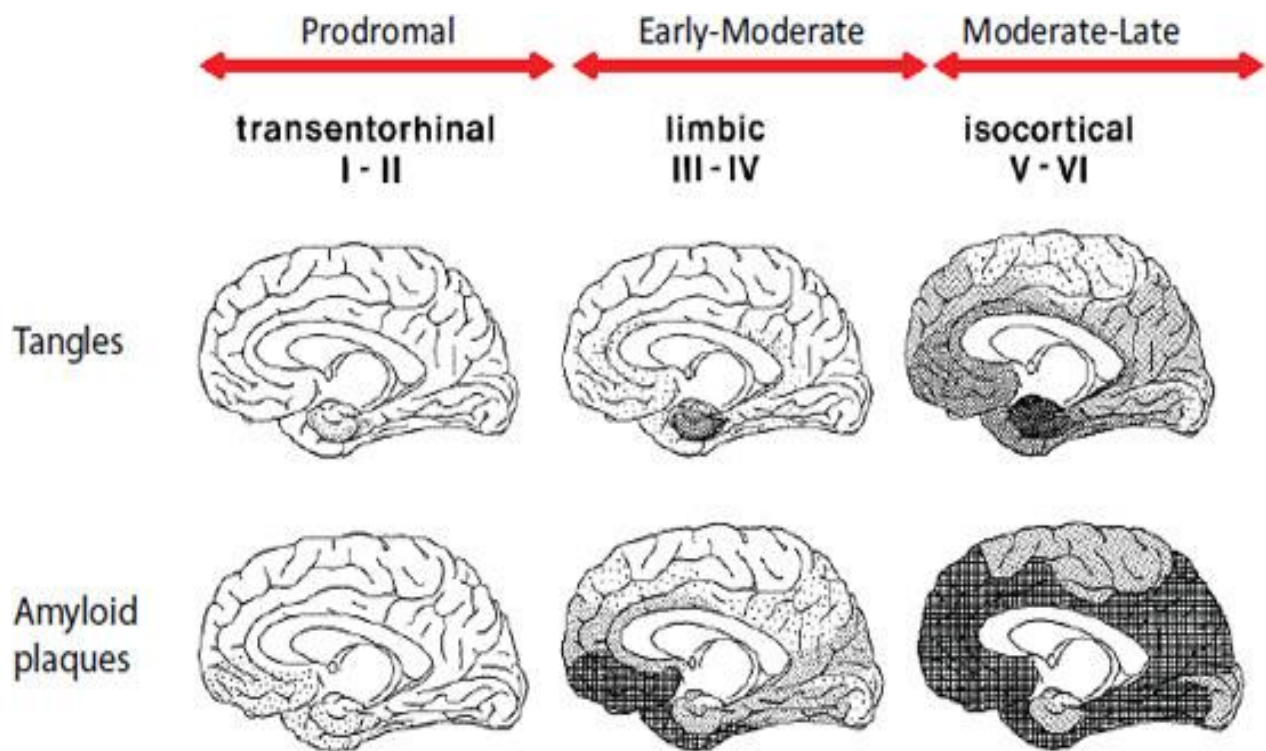 Prodromal
Early-Moderate
Moderate-Late
transentorhinal
I - II
limbic
III - IV
isocortical
V - VI
Tangles
Amyloid
plaques